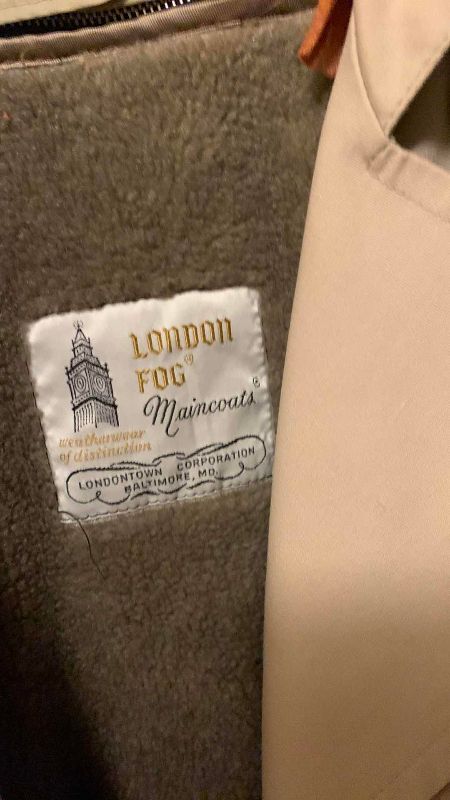 LONDON
FOG®
Maincoats®
weatherwear
of distinction
LONDONTOWN CORPORATION
BALTIMORE, MD.